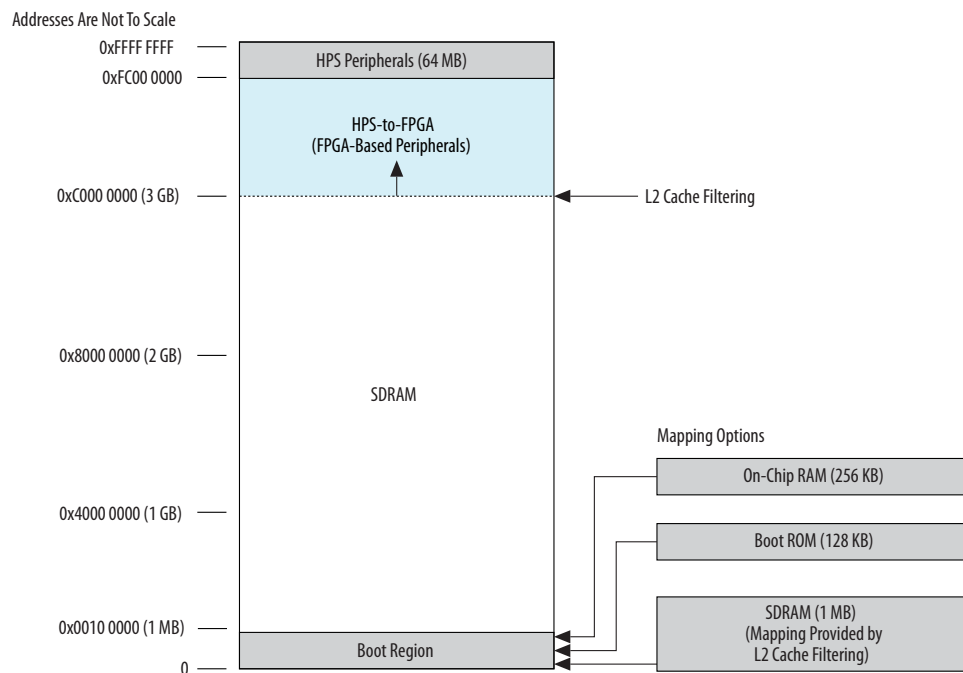 Addresses Are Not To Scale
0xFFFF FFFF
HPS Peripherals (64 MB)
0xFC00 0000
HPS-to-FPGA
(FPGA-Based Peripherals)
0xC000 0000 (3 GB)
L2 Cache Filtering
0x8000 0000 (2 GB)
SDRAM
Mapping Options
On-Chip RAM (256 KB)
0x4000 0000 (1 GB)
Boot ROM (128 KB)
0x0010 0000 (1 MB)
SDRAM (1 MB)
(Mapping Provided by
L2 Cache Filtering)
Boot Region
0